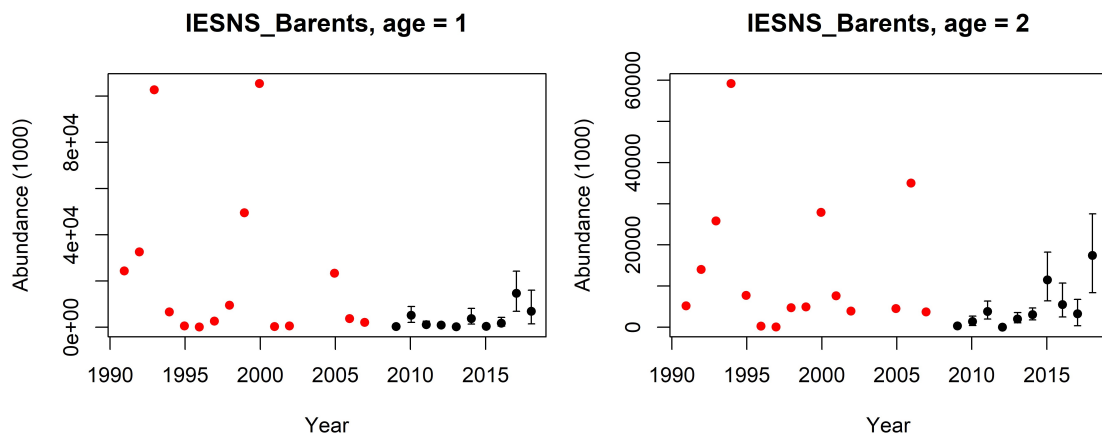 IESNS_Barents, age = 1
Abundance (1000)
8e+04
4e+04
0e+00
1990 1995 2000 2005 2010 2015
Year
IESNS_Barents, age = 2
Abundance (1000)
60000
40000
20000
0
1990 1995 2000 2005 2010 2015
Year